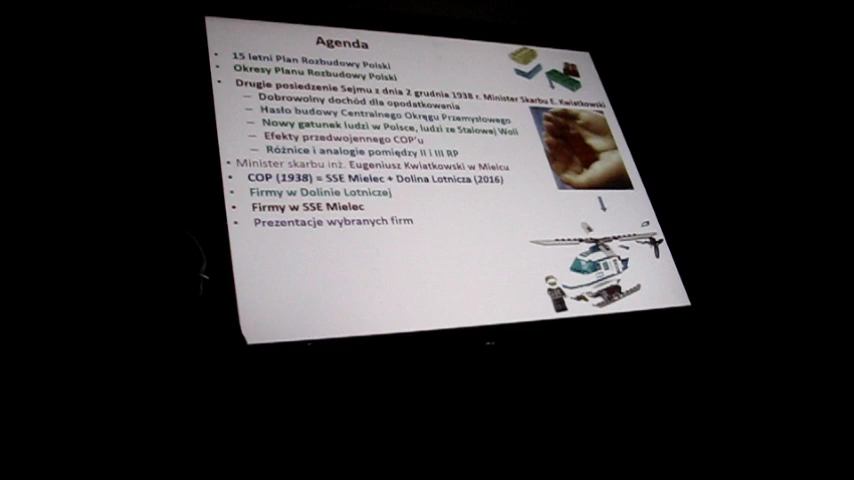 Agenda
• 15 letni Plan Rozbudowy Polski
• Okresy Planu Rozbudowy Polski
• Drugie posiedzenie Sejmu z dnia 2 grudnia 1938 r. Minister Skarbu E. Kwiatkowski
– Dobrowolny dochód dla opodatkowania
– Hasło budowy Centralnego Okręgu Przemysłowego
– Nowy gatunek ludzi w Polsce, ludzi ze Stalowej Woli
– Efekty przedwojennego COP'u
– Różnice i analogie pomiędzy II i III RP
• Minister skarbu inż. Eugeniusz Kwiatkowski w Mielcu
• COP (1938) = SSE Mielec + Dolina Lotnicza (2016)
• Firmy w Dolinie Lotniczej
• Firmy w SSE Mielec
• Prezentacje wybranych firm